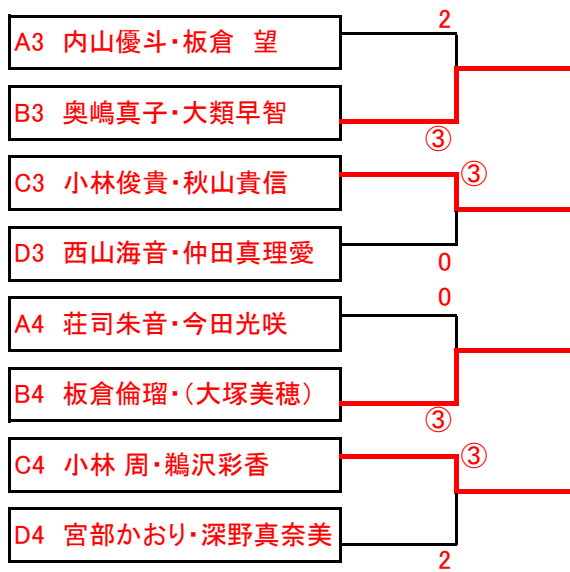 2
A3 内山優斗・板倉 望
B3 奥嶋真子・大類早智
③
C3 小林俊貴・秋山貴信
③
D3 西山海音・仲田真理愛
0
0
A4 荘司朱音・今田光咲
B4 板倉倫瑠・(大塚美穂)
③
C4 小林 周・鵜沢彩香
③
D4 宮部かおり・深野真奈美
2